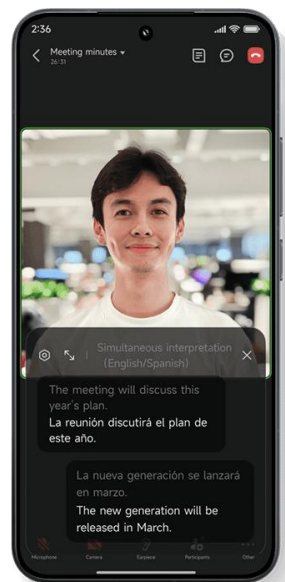 2:36
Meeting minutes
26:31
Simultaneous interpretation
(English/Spanish)
The meeting will discuss this
year's plan.
La reunión discutirá el plan de
este año.
La nueva generación se lanzará
en marzo.
The new generation will be
released in March.
Microphone Camera Earpiece Participants Other